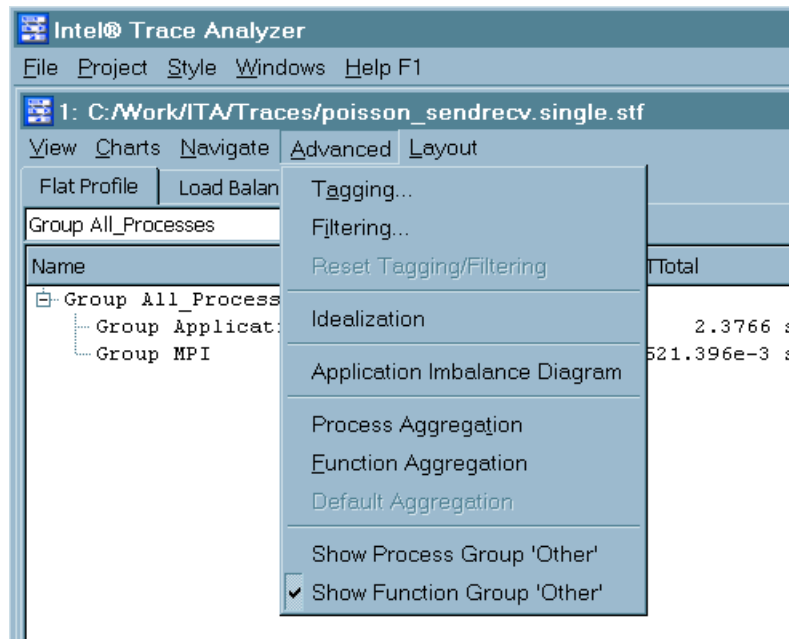 Intel® Trace Analyzer
File Project Style Windows Help F1
1: C:/Work/ITA/Traces/poisson_sendrecv.single.stf
View Charts Navigate Advanced Layout
Flat Profile Load Balan
Group All_Processes
Name TTotal
Group All_Process
Group Applicat: 2.3766 s
Group MPI 521.396e-3 s
Tagging...
Filtering...
Reset Tagging/Filtering
Idealization
Application Imbalance Diagram
Process Aggregation
Function Aggregation
Default Aggregation
Show Process Group 'Other'
Show Function Group 'Other'